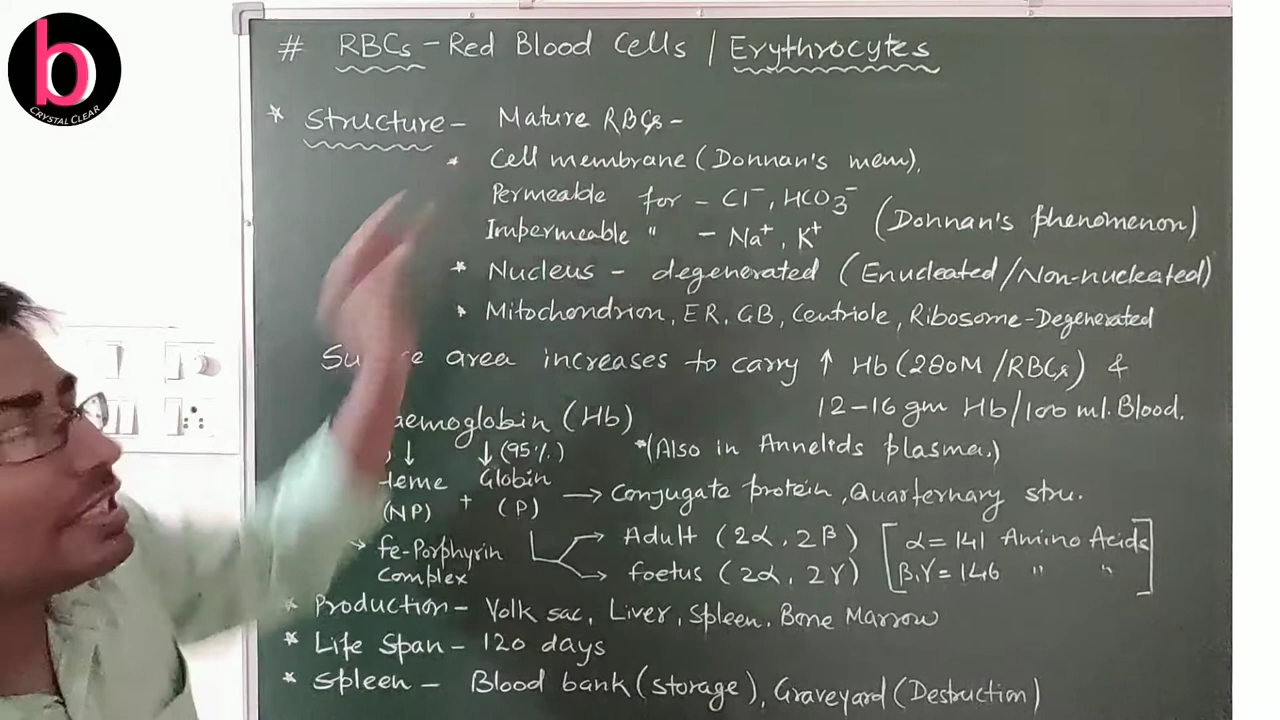 b
CRYSTAL CLEAR
# RBCs - Red Blood Cells / Erythrocytes
* Structure - Mature RBCs -
* Cell membrane (Donnan's mem),
Permeable for - Cl⁻, HCO₃⁻
(Donnan's phenomenon)
Impermeable " - Na⁺, K⁺
* Nucleus - degenerated (Enucleated/Non-nucleated)
* Mitochondrion, ER, GB, Centriole, Ribosome-Degenerated
area increases to carry ↑ Hb (280M/RBCs) &
12-16 gm Hb/100 ml. Blood.
aemoglobin (Hb)
↓ ↓ (95%) *(Also in Annelids plasma.)
Heme + Globin → Conjugate protein, Quarternary stru.
(NP) (P)
→ Fe-Porphyrin Complex
Adult (2α, 2β) [α = 141 Amino Acids
Foetus (2α, 2γ) β,γ = 146 " " ]
* Production - Yolk sac, Liver, Spleen, Bone Marrow
* Life Span - 120 days
* Spleen - Blood bank (storage), Graveyard (Destruction)